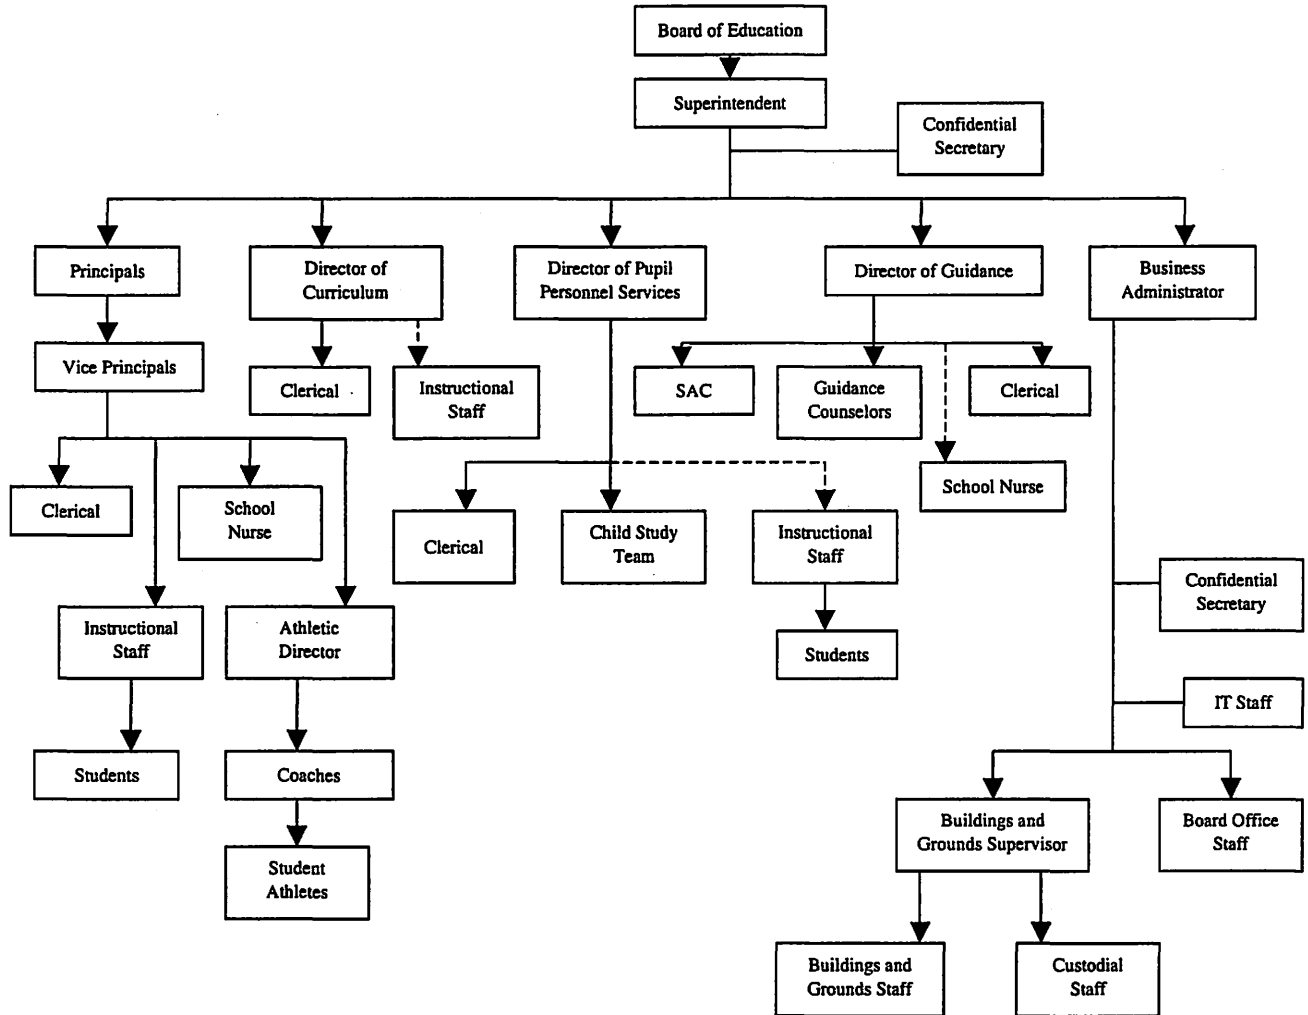 Board of Education
Superintendent
Confidential
Secretary
Principals
Director of
Curriculum
Director of Pupil
Personnel Services
Director of Guidance
Business
Administrator
Vice Principals
Clerical
Instructional
Staff
SAC
Guidance
Counselors
Clerical
School Nurse
Clerical
School
Nurse
Clerical
Child Study
Team
Instructional
Staff
Students
Confidential
Secretary
Instructional
Staff
Athletic
Director
IT Staff
Students
Coaches
Buildings and
Grounds Supervisor
Board Office
Staff
Student
Athletes
Buildings and
Grounds Staff
Custodial
Staff